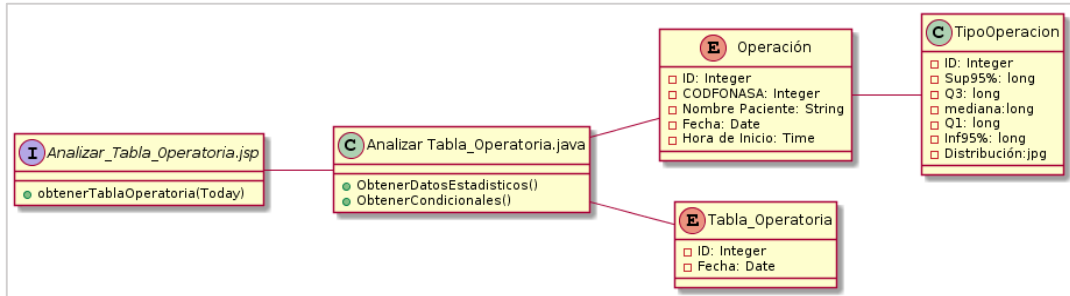 I Analizar_Tabla_Operatoria.jsp
obtenerTablaOperatoria(Today)
C Analizar Tabla_Operatoria.java
ObtenerDatosEstadisticos()
ObtenerCondicionales()
E Operación
ID: Integer
CODFONASA: Integer
Nombre Paciente: String
Fecha: Date
Hora de Inicio: Time
E Tabla_Operatoria
ID: Integer
Fecha: Date
C TipoOperacion
ID: Integer
Sup95%: long
Q3: long
mediana:long
Q1: long
Inf95%: long
Distribución:jpg